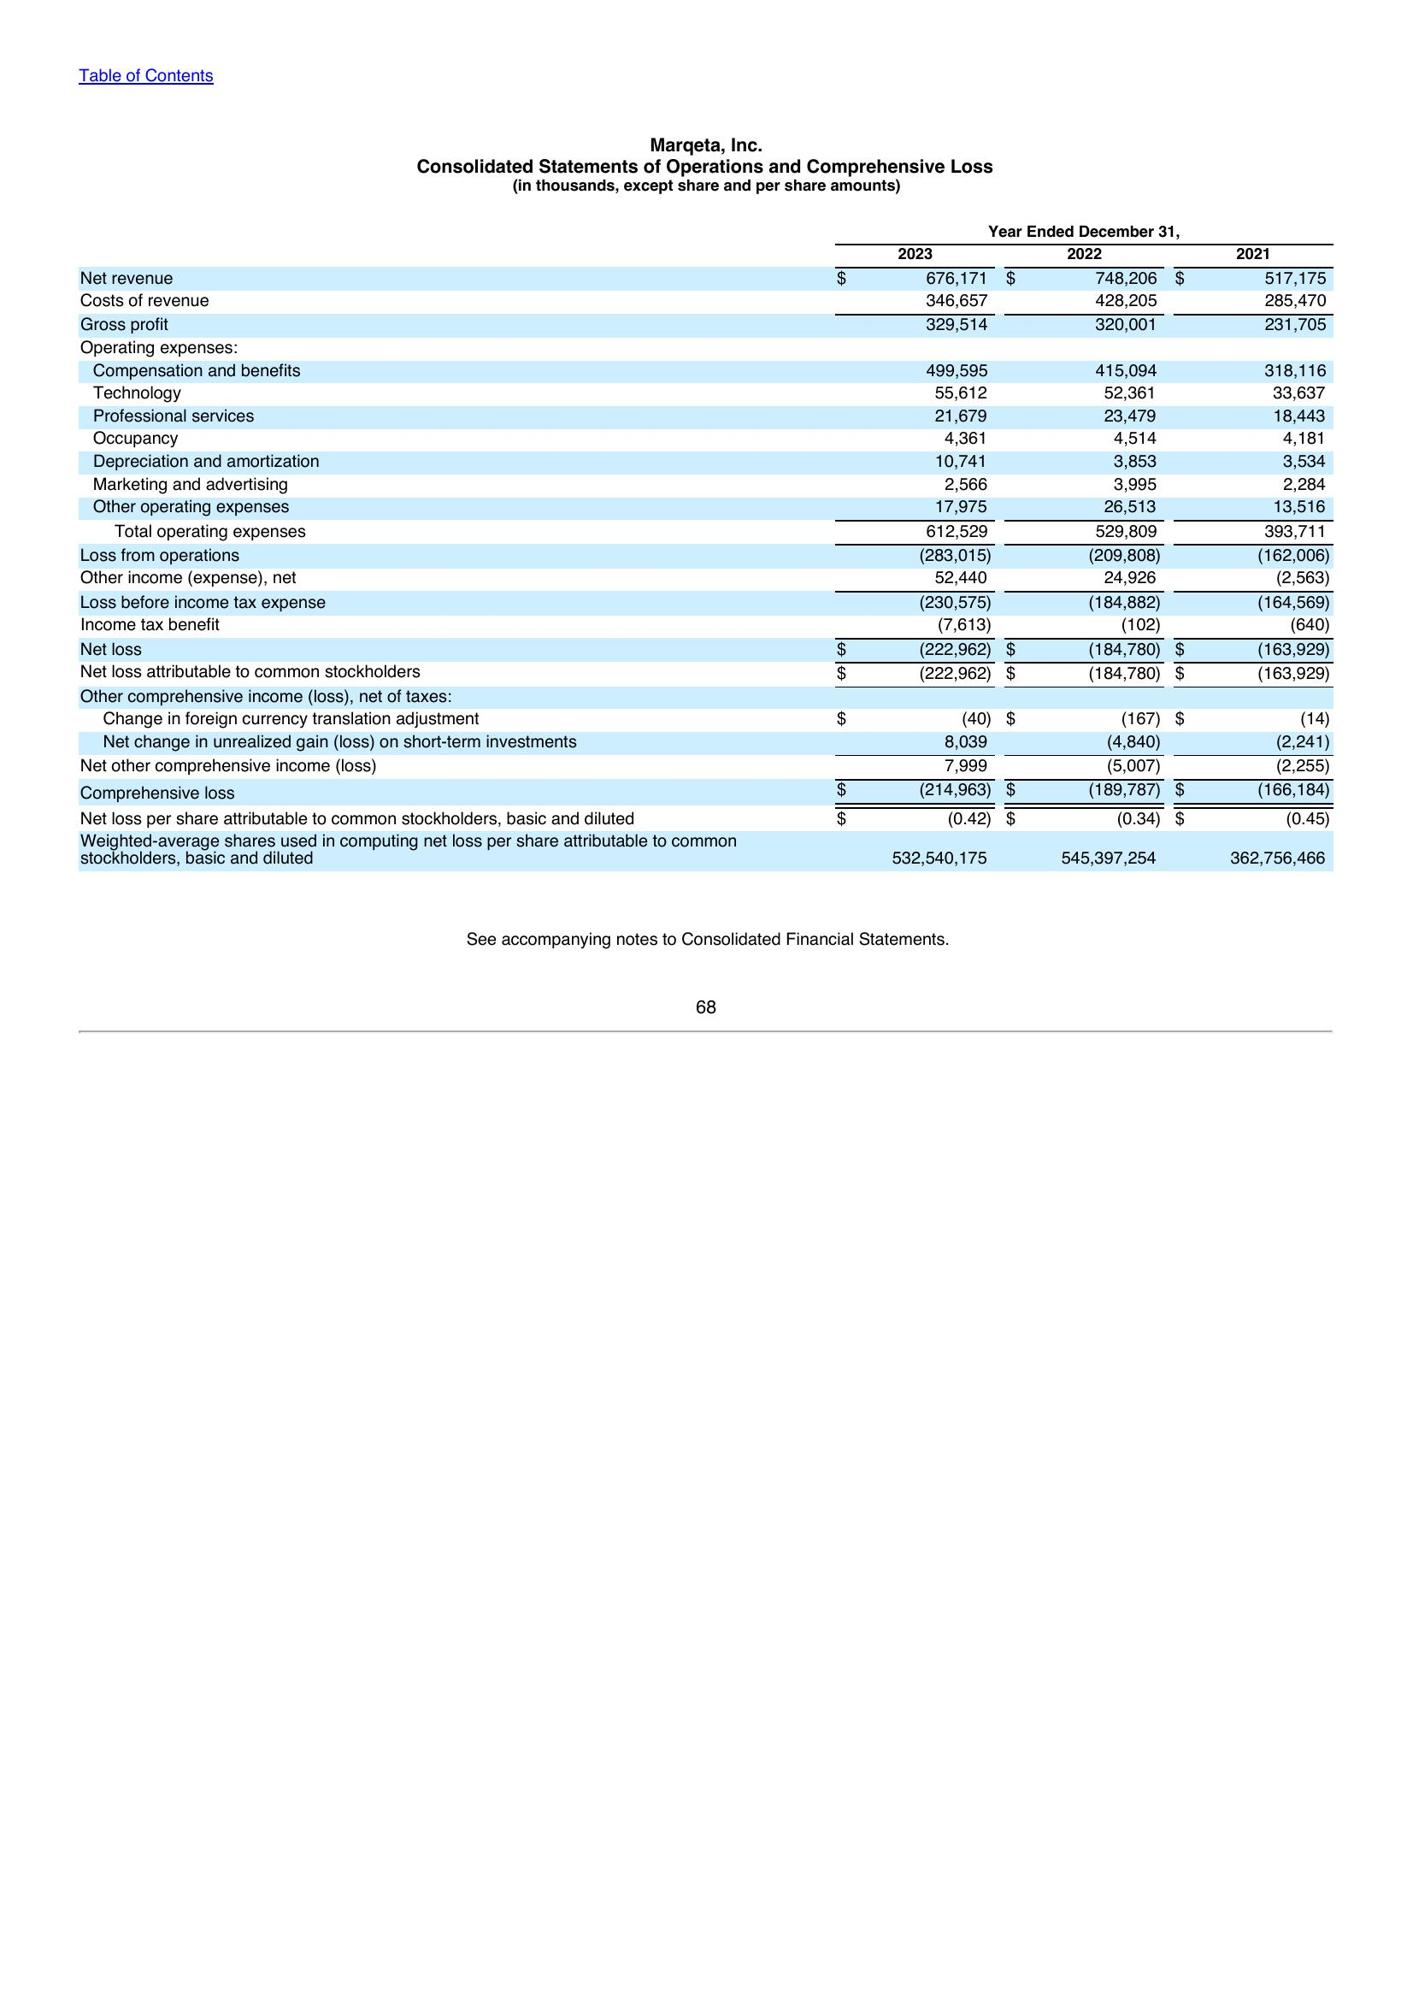 Table of Contents
Marqeta, Inc.
Consolidated Statements of Operations and Comprehensive Loss
(in thousands, except share and per share amounts)
Year Ended December 31,
2023 2022 2021
Net revenue $ 676,171 $ 748,206 $ 517,175
Costs of revenue 346,657 428,205 285,470
Gross profit 329,514 320,001 231,705
Operating expenses:
Compensation and benefits 499,595 415,094 318,116
Technology 55,612 52,361 33,637
Professional services 21,679 23,479 18,443
Occupancy 4,361 4,514 4,181
Depreciation and amortization 10,741 3,853 3,534
Marketing and advertising 2,566 3,995 2,284
Other operating expenses 17,975 26,513 13,516
Total operating expenses 612,529 529,809 393,711
Loss from operations (283,015) (209,808) (162,006)
Other income (expense), net 52,440 24,926 (2,563)
Loss before income tax expense (230,575) (184,882) (164,569)
Income tax benefit (7,613) (102) (640)
Net loss $ (222,962) $ (184,780) $ (163,929)
Net loss attributable to common stockholders $ (222,962) $ (184,780) $ (163,929)
Other comprehensive income (loss), net of taxes:
Change in foreign currency translation adjustment $ (40) $ (167) $ (14)
Net change in unrealized gain (loss) on short-term investments 8,039 (4,840) (2,241)
Net other comprehensive income (loss) 7,999 (5,007) (2,255)
Comprehensive loss $ (214,963) $ (189,787) $ (166,184)
Net loss per share attributable to common stockholders, basic and diluted $ (0.42) $ (0.34) $ (0.45)
Weighted-average shares used in computing net loss per share attributable to common
stockholders, basic and diluted 532,540,175 545,397,254 362,756,466
See accompanying notes to Consolidated Financial Statements.
68